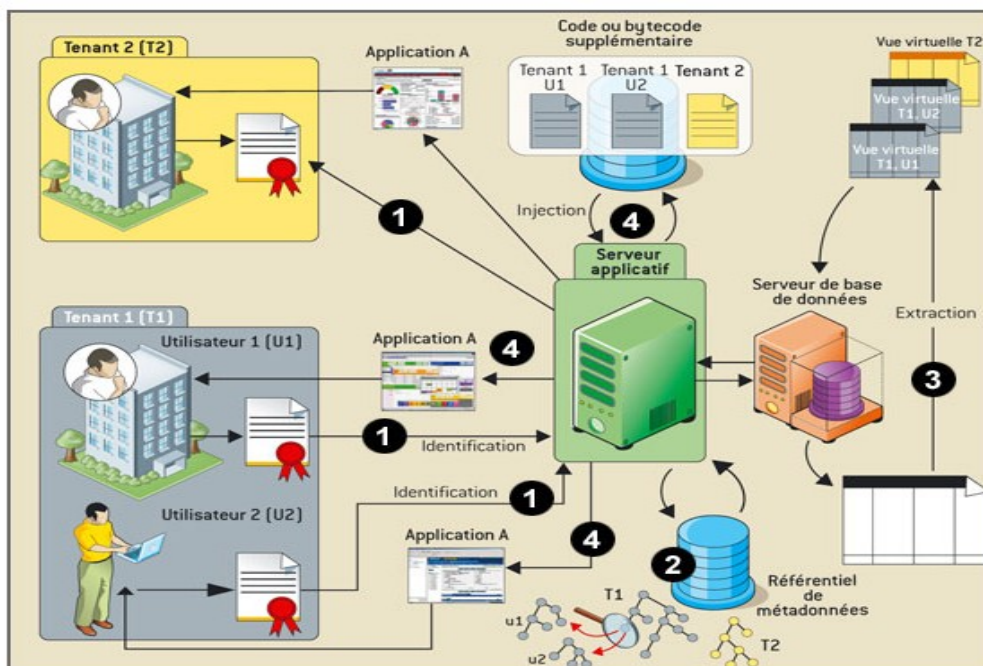 Tenant 2 (T2)
Application A
Code ou bytecode
supplémentaire
Tenant 1
U1
Tenant 1
U2
Tenant 2
Vue virtuelle T2
Vue virtuelle
T1, U2
Vue virtuelle
T1, U1
1
Injection
4
Serveur
applicatif
Serveur de base
de données
Extraction
3
Tenant 1 (T1)
Utilisateur 1 (U1)
Application A
4
1
Identification
Identification
1
Utilisateur 2 (U2)
Application A
4
2
Référentiel
de
métadonnées
T1
u1
u2
T2